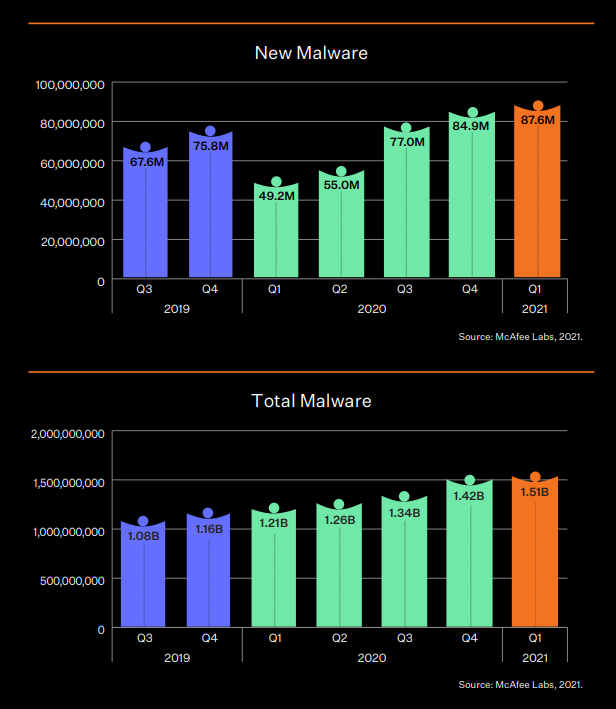 New Malware
100,000,000
80,000,000
60,000,000
40,000,000
20,000,000
0
67.6M
75.8M
49.2M
55.0M
77.0M
84.9M
87.6M
Q3 Q4 Q1 Q2 Q3 Q4 Q1
2019 2020 2021
Source: McAfee Labs, 2021.
Total Malware
2,000,000,000
1,500,000,000
1,000,000,000
500,000,000
0
1.08B
1.16B
1.21B
1.26B
1.34B
1.42B
1.51B
Q3 Q4 Q1 Q2 Q3 Q4 Q1
2019 2020 2021
Source: McAfee Labs, 2021.